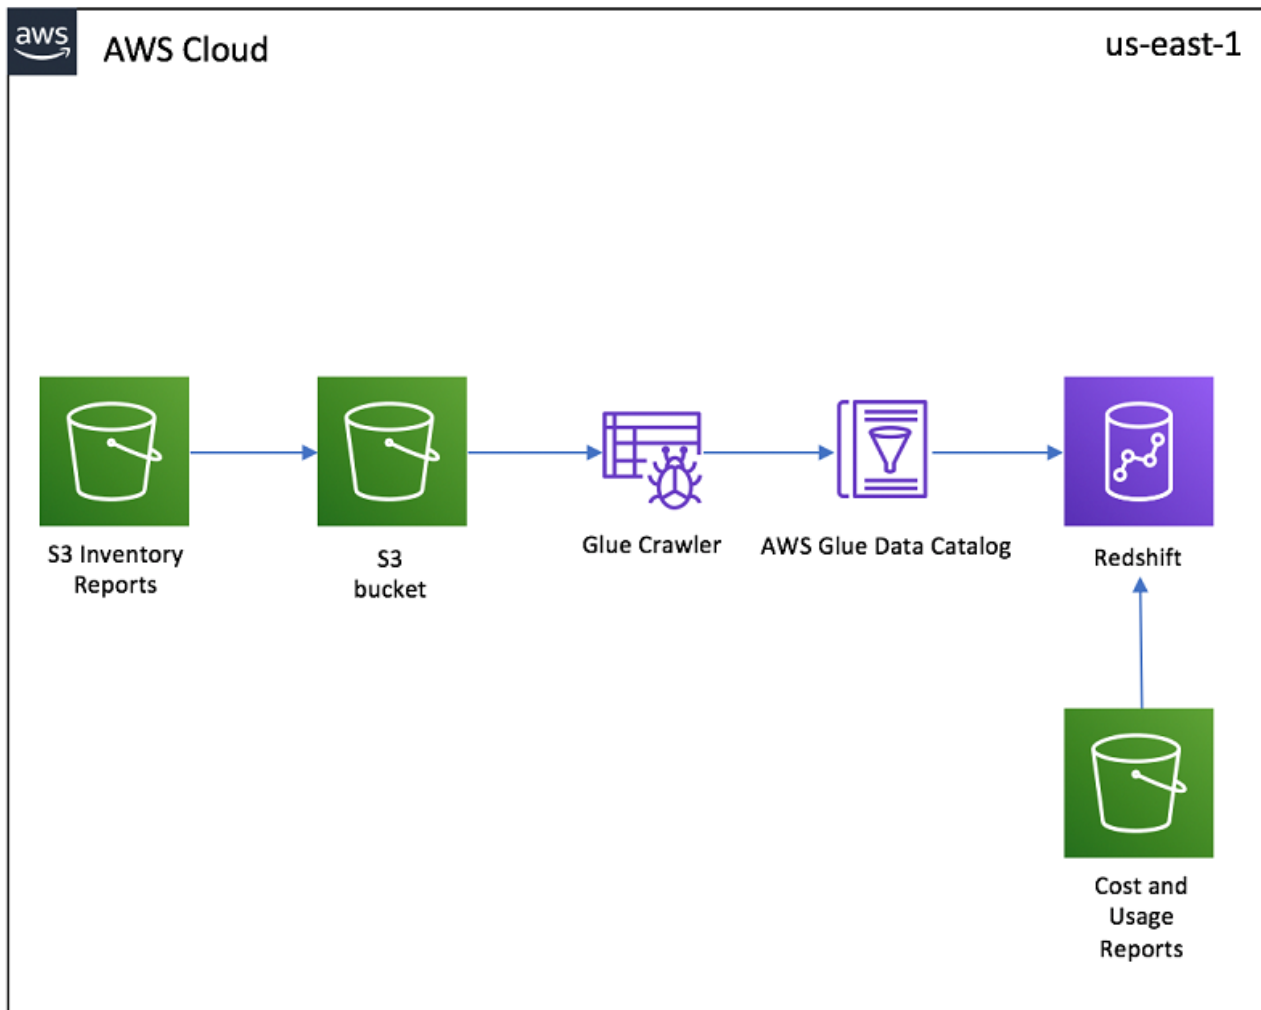 aws
AWS Cloud
us-east-1
S3 Inventory
Reports
S3
bucket
Glue Crawler
AWS Glue Data Catalog
Redshift
Cost and
Usage
Reports